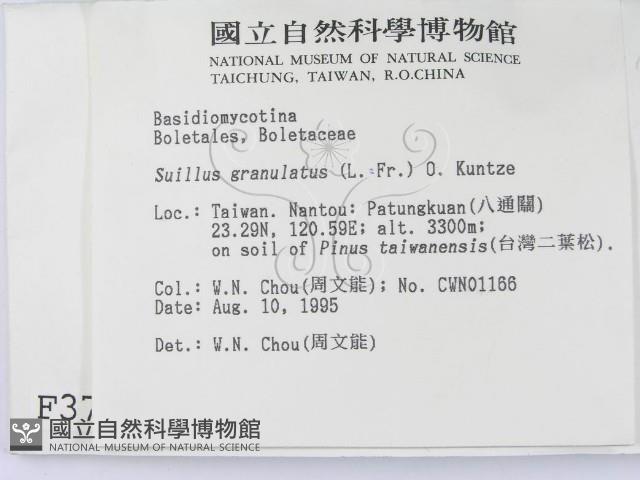 國立自然科學博物館
NATIONAL MUSEUM OF NATURAL SCIENCE
TAICHUNG, TAIWAN, R.O.CHINA
Basidiomycotina
Boletales, Boletaceae
Suillus granulatus (L. :Fr.) O. Kuntze
Loc.: Taiwan. Nantou: Patungkuan(八通關)
23.29N, 120.59E; alt. 3300m;
on soil of Pinus taiwanensis(台灣二葉松).
Col.: W.N. Chou(周文能); No. CWN01166
Date: Aug. 10, 1995
Det.: W.N. Chou(周文能)
F37
國立自然科學博物館
NATIONAL MUSEUM OF NATURAL SCIENCE